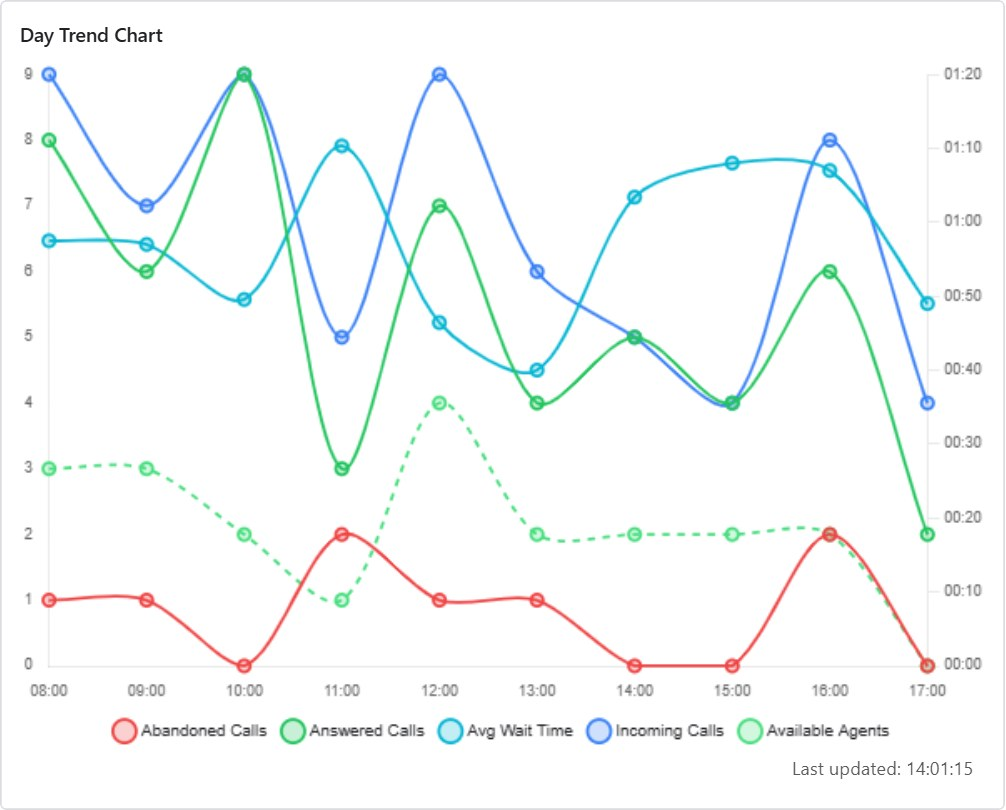 Day Trend Chart
9 01:20
8 01:10
7 01:00
6 00:50
5 00:40
4 00:30
3 00:20
2 00:10
1 00:00
0
08:00 09:00 10:00 11:00 12:00 13:00 14:00 15:00 16:00 17:00
Abandoned Calls Answered Calls Avg Wait Time Incoming Calls Available Agents
Last updated: 14:01:15